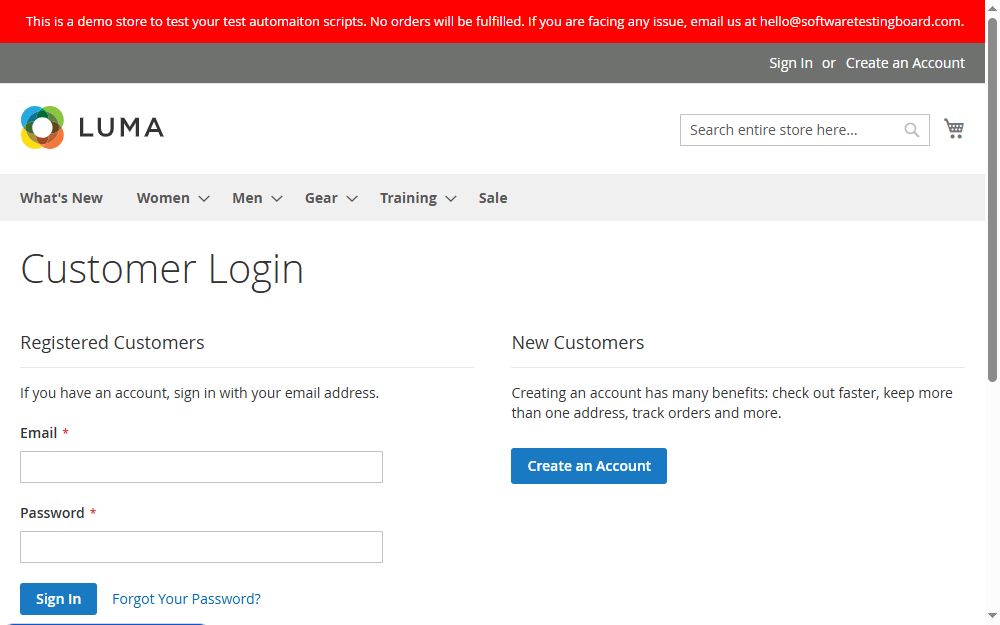 This is a demo store to test your test automaiton scripts. No orders will be fulfilled. If you are facing any issue, email us at hello@softwaretestingboard.com.
Sign In or Create an Account
LUMA
Search entire store here...
What's New Women Men Gear Training Sale
Customer Login
Registered Customers
If you have an account, sign in with your email address.
Email *
Password *
Sign In Forgot Your Password?
New Customers
Creating an account has many benefits: check out faster, keep more
than one address, track orders and more.
Create an Account